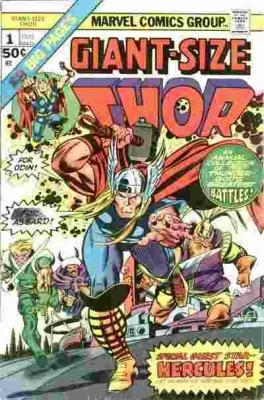 GIANT-SIZE
THOR
MARVEL COMICS GROUP.
1
1975
50¢
BIG PAGES
GIANT-SIZE
THOR
FOR ODIN!
FOR ASGARD!
AN
ANNUAL
COLLECTION
OF THE
THUNDER-
GOD'S
GREATEST
BATTLES!
SPECIAL GUEST STAR--
HERCULES!